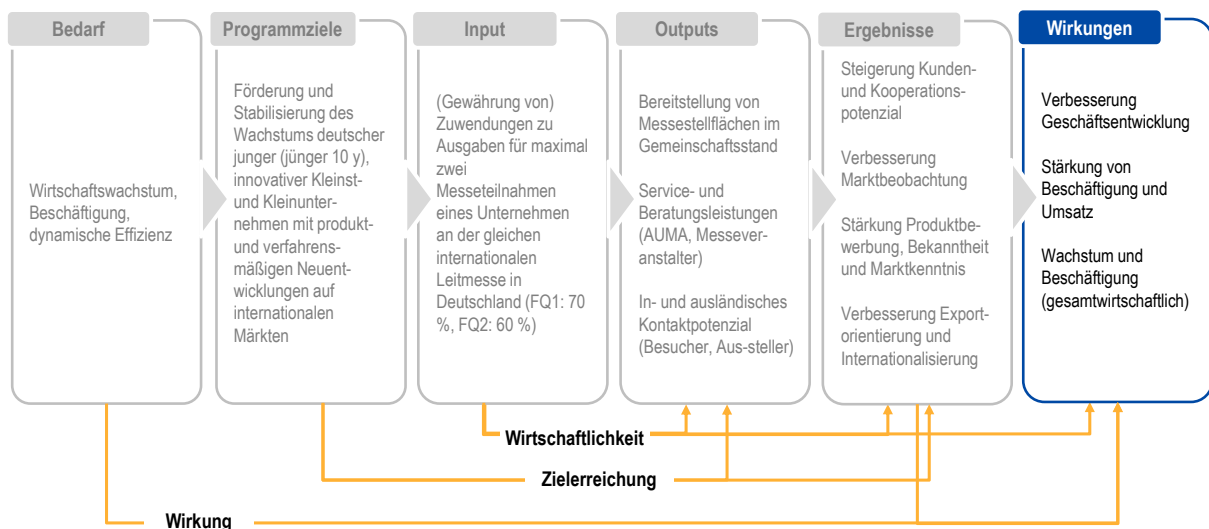 Bedarf
Wirtschaftswachstum,
Beschäftigung,
dynamische Effizienz
Programmziele
Förderung und
Stabilisierung des
Wachstums deutscher
junger (jünger 10 y),
innovativer Kleinst-
und Kleinunter-
nehmen mit produkt-
und verfahrens-
mäßigen Neuent-
wicklungen auf
internationalen
Märkten
Input
(Gewährung von)
Zuwendungen zu
Ausgaben für maximal
zwei
Messeteilnahmen
eines Unternehmen
an der gleichen
internationalen
Leitmesse in
Deutschland (FQ1: 70
%, FQ2: 60 %)
Outputs
Bereitstellung von
Messestellflächen im
Gemeinschaftsstand
Service- und
Beratungsleistungen
(AUMA, Messever-
anstalter)
In- und ausländisches
Kontaktpotenzial
(Besucher, Aus-steller)
Ergebnisse
Steigerung Kunden-
und Kooperations-
potenzial
Verbesserung
Marktbeobachtung
Stärkung Produktbe-
werbung, Bekanntheit
und Marktkenntnis
Verbesserung Export-
orientierung und
Internationalisierung
Wirkungen
Verbesserung
Geschäftsentwicklung
Stärkung von
Beschäftigung und
Umsatz
Wachstum und
Beschäftigung
(gesamtwirtschaftlich)
Wirtschaftlichkeit
Zielerreichung
Wirkung